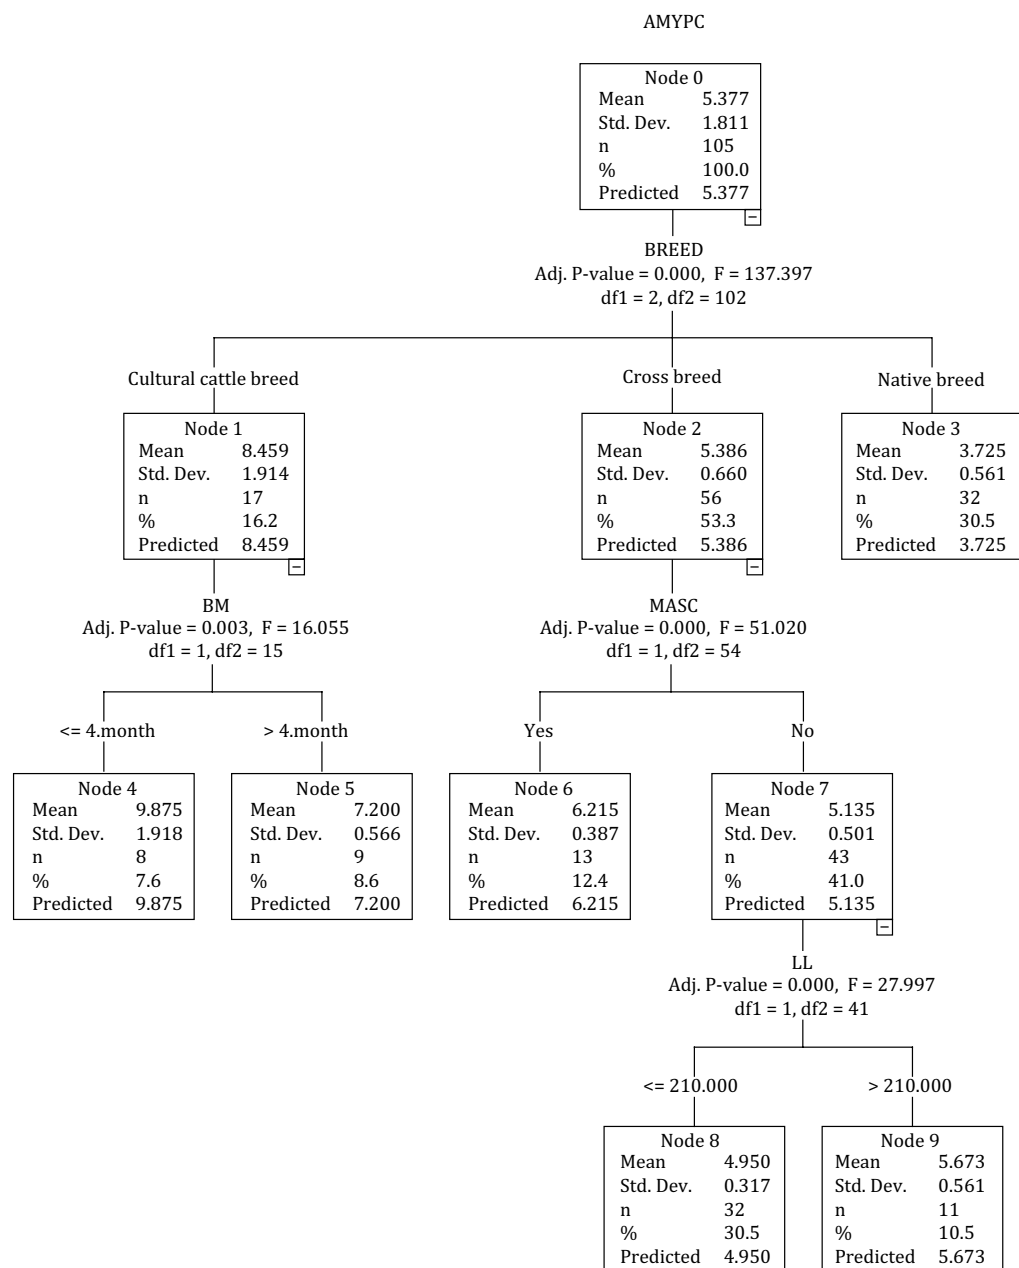 AMYPC
Node 0
Mean 5.377
Std. Dev. 1.811
n 105
% 100.0
Predicted 5.377
BREED
Adj. P-value = 0.000, F = 137.397
df1 = 2, df2 = 102
Cultural cattle breed
Cross breed
Native breed
Node 1
Mean 8.459
Std. Dev. 1.914
n 17
% 16.2
Predicted 8.459
Node 2
Mean 5.386
Std. Dev. 0.660
n 56
% 53.3
Predicted 5.386
Node 3
Mean 3.725
Std. Dev. 0.561
n 32
% 30.5
Predicted 3.725
BM
Adj. P-value = 0.003, F = 16.055
df1 = 1, df2 = 15
MASC
Adj. P-value = 0.000, F = 51.020
df1 = 1, df2 = 54
<= 4.month
> 4.month
Yes
No
Node 4
Mean 9.875
Std. Dev. 1.918
n 8
% 7.6
Predicted 9.875
Node 5
Mean 7.200
Std. Dev. 0.566
n 9
% 8.6
Predicted 7.200
Node 6
Mean 6.215
Std. Dev. 0.387
n 13
% 12.4
Predicted 6.215
Node 7
Mean 5.135
Std. Dev. 0.501
n 43
% 41.0
Predicted 5.135
LL
Adj. P-value = 0.000, F = 27.997
df1 = 1, df2 = 41
<= 210.000
> 210.000
Node 8
Mean 4.950
Std. Dev. 0.317
n 32
% 30.5
Predicted 4.950
Node 9
Mean 5.673
Std. Dev. 0.561
n 11
% 10.5
Predicted 5.673